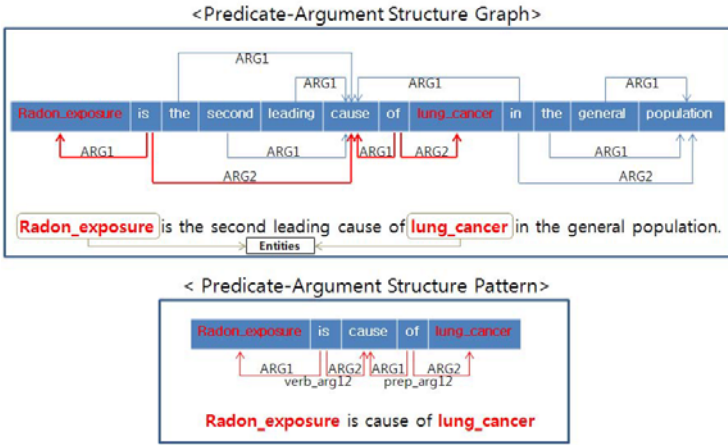 <Predicate-Argument Structure Graph>
ARG1
ARG1 ARG1 ARG1
Radon_exposure is the second leading cause of lung_cancer in the general population
ARG1 ARG1 ARG1 ARG2 ARG1
ARG2 ARG2
Radon_exposure is the second leading cause of lung_cancer in the general population.
Entities
< Predicate-Argument Structure Pattern>
Radon_exposure is cause of lung_cancer
ARG1 ARG2 ARG1 ARG2
verb_arg12 prep_arg12
Radon_exposure is cause of lung_cancer